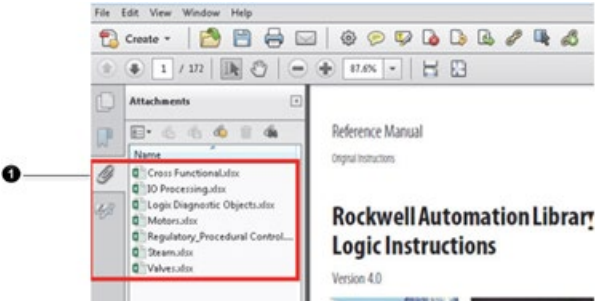 File Edit View Window Help
Create
1 / 172
87.6%
Attachments
Name
Cross Functional.xlsx
IO Processing.xlsx
Logix Diagnostic Objects.xlsx
Motors.xlsx
Regulatory_Procedural Control....
Steam.xlsx
Valves.xlsx
1
Reference Manual
Original Instructions
Rockwell Automation Library
Logic Instructions
Version 4.0